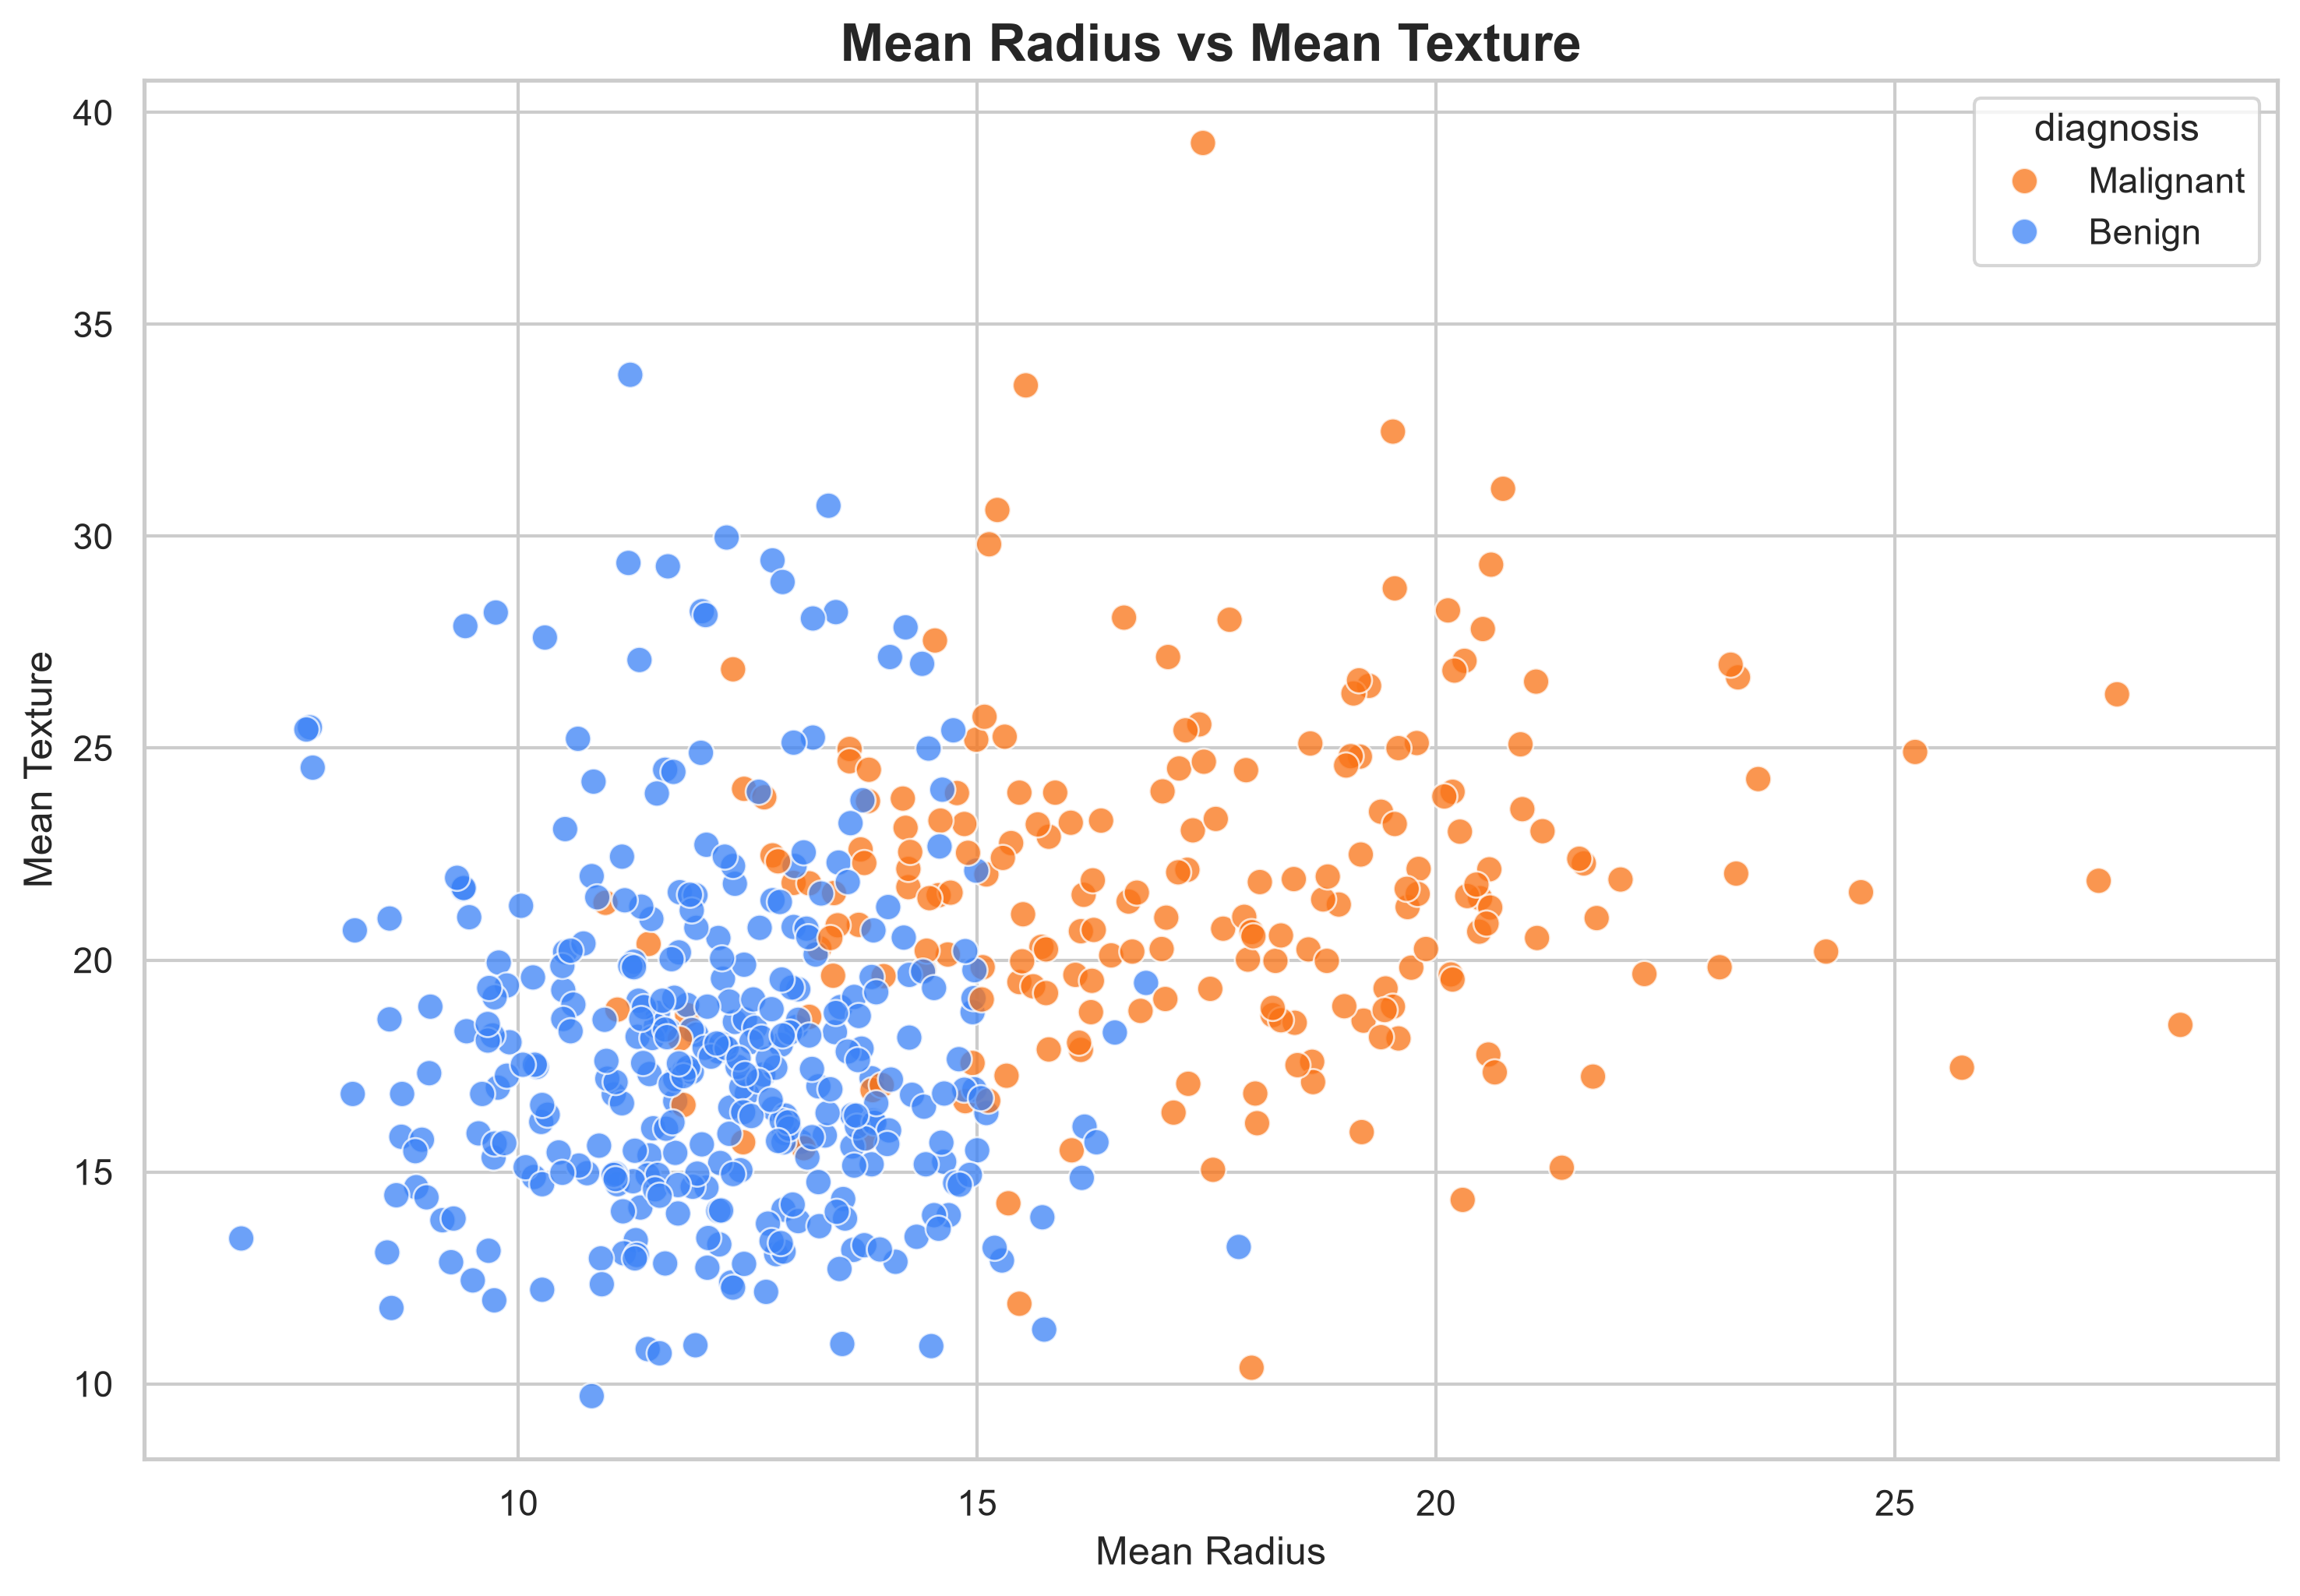 Mean Radius vs Mean Texture
diagnosis
Malignant
Benign
40
35
30
25
20
15
10
Mean Texture
10 15 20 25
Mean Radius